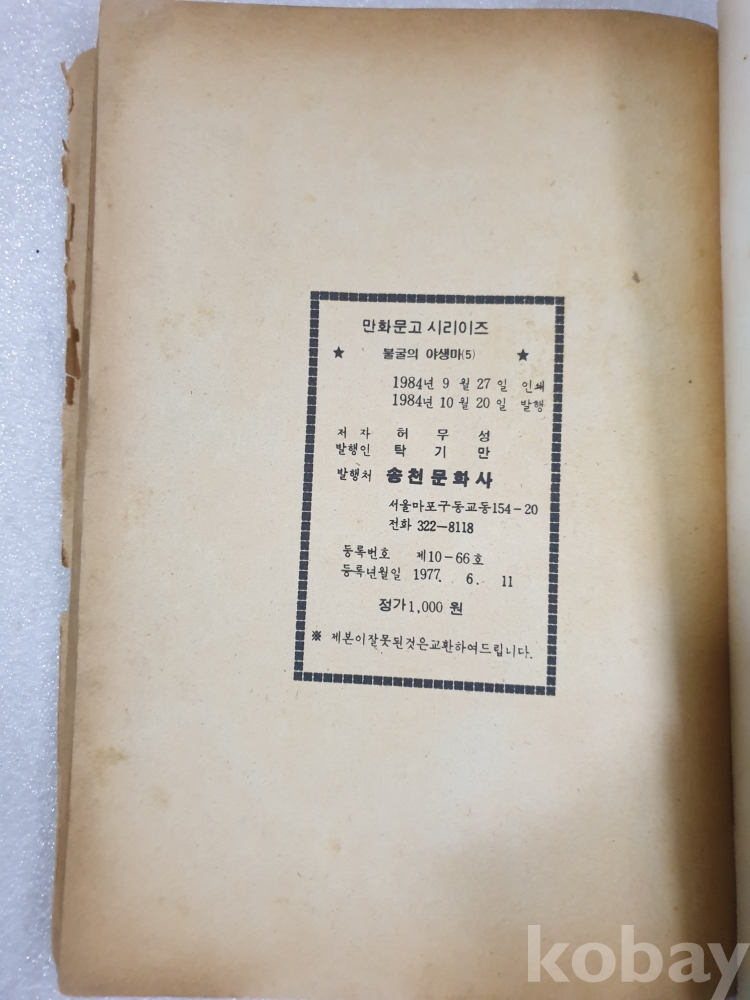 만화문고 시리이즈
★ 불굴의 야생마(5) ★
1984년 9 월 27 일 인쇄
1984년 10 월 20 일 발행
저 자 허 무 성
발행인 탁 기 만
발행처 송천문화사
서울마포구동교동154-20
전화 322-8118
등록번호 제10-66호
등록년월일 1977. 6. 11
정가 1,000 원
※ 제본이잘못된것은교환하여드립니다.
kobay